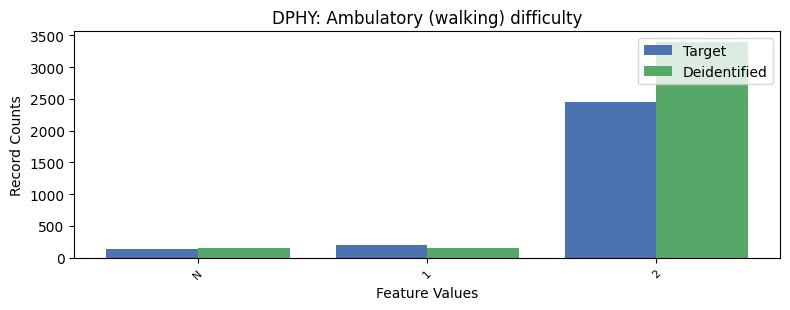 DPHY: Ambulatory (walking) difficulty
Record Counts
3500
3000
2500
2000
1500
1000
500
0
Target
Deidentified
N
1
2
Feature Values